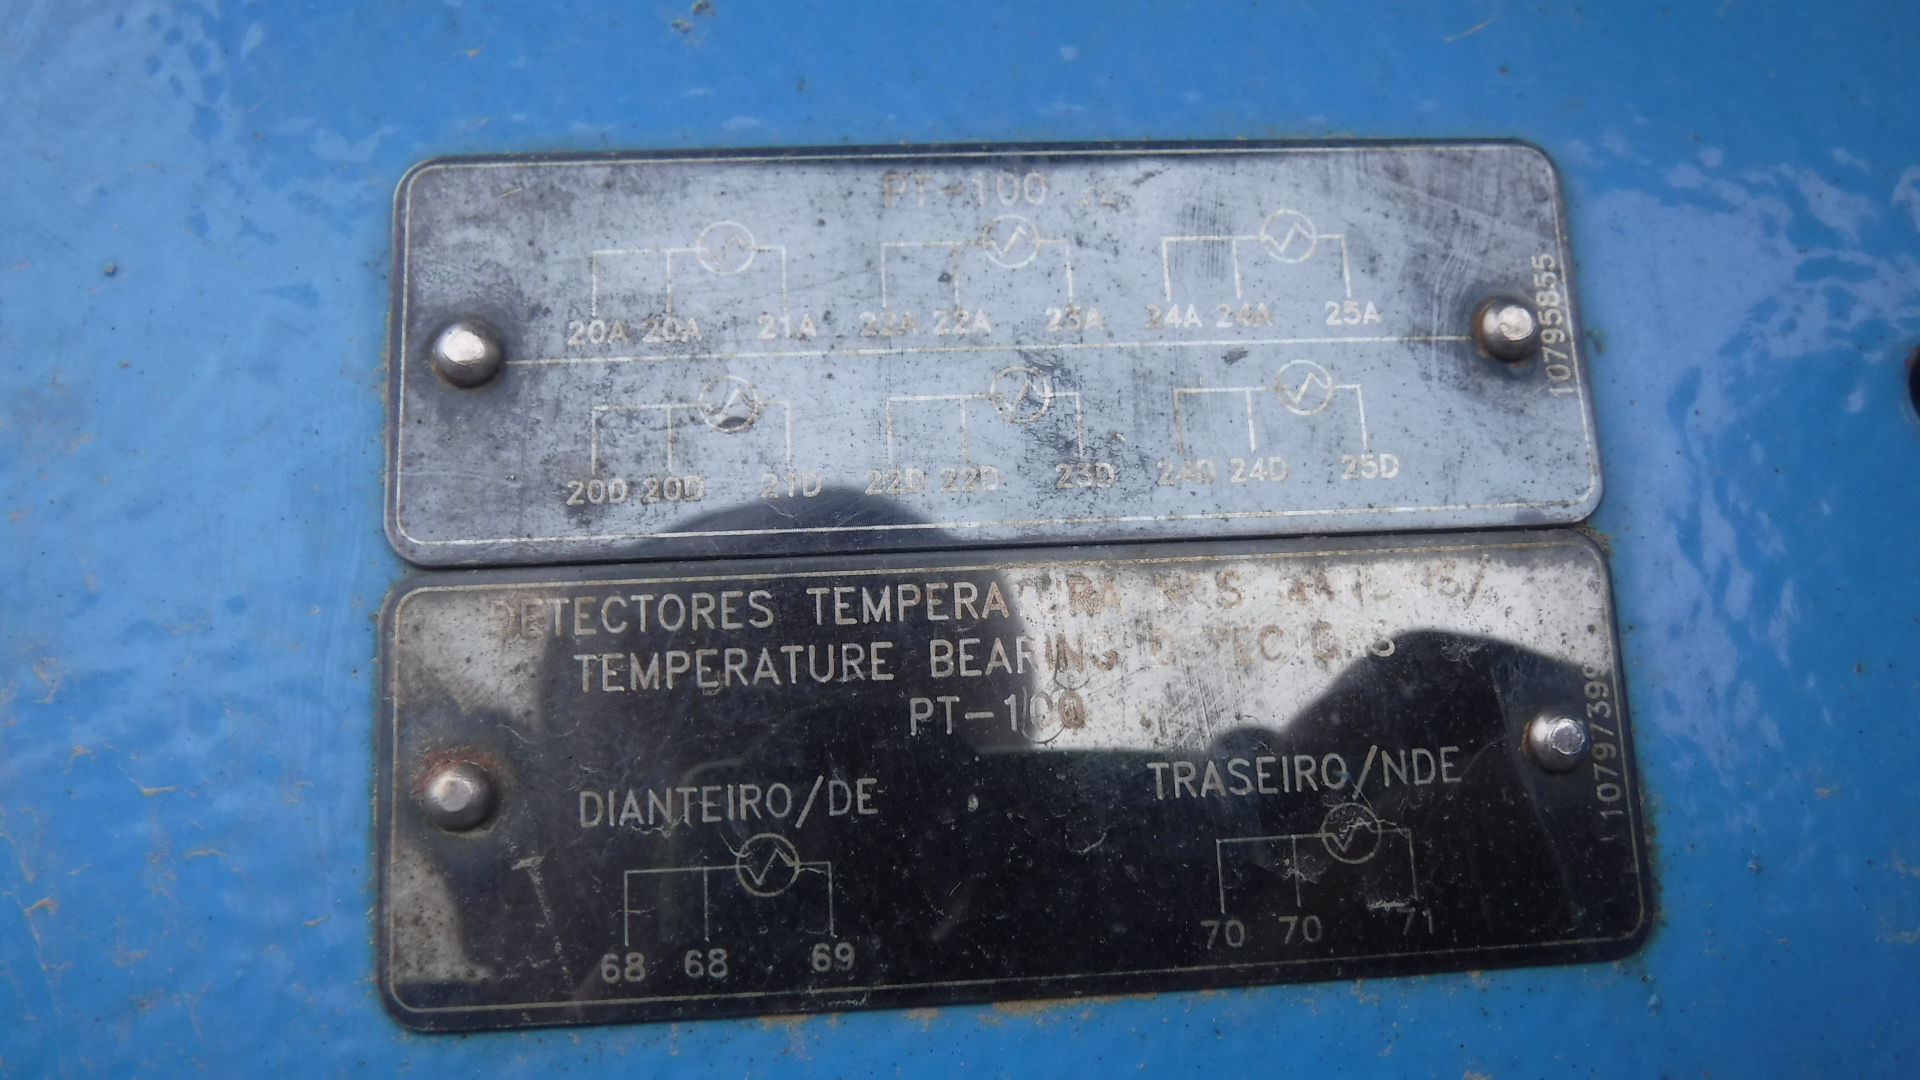 PT-100
20A 20A 21A 22A 22A 23A 24A 24A 25A
20D 20D 21D 22D 22D 23D 24D 24D 25D
10795855
DETECTORES TEMPERATURA
TEMPERATURE BEARING DETECTORS
PT-100
DIANTEIRO/DE TRASEIRO/NDE
68 68 69 70 70 71